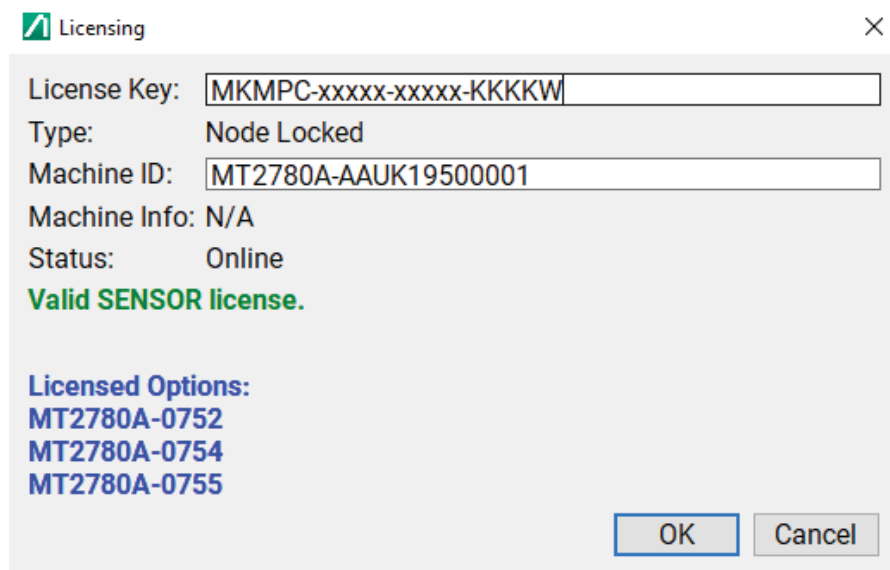 Licensing
License Key: MKMPC-xxxxx-xxxxx-KKKKW
Type: Node Locked
Machine ID: MT2780A-AAUK19500001
Machine Info: N/A
Status: Online
Valid SENSOR license.
Licensed Options:
MT2780A-0752
MT2780A-0754
MT2780A-0755
OK Cancel